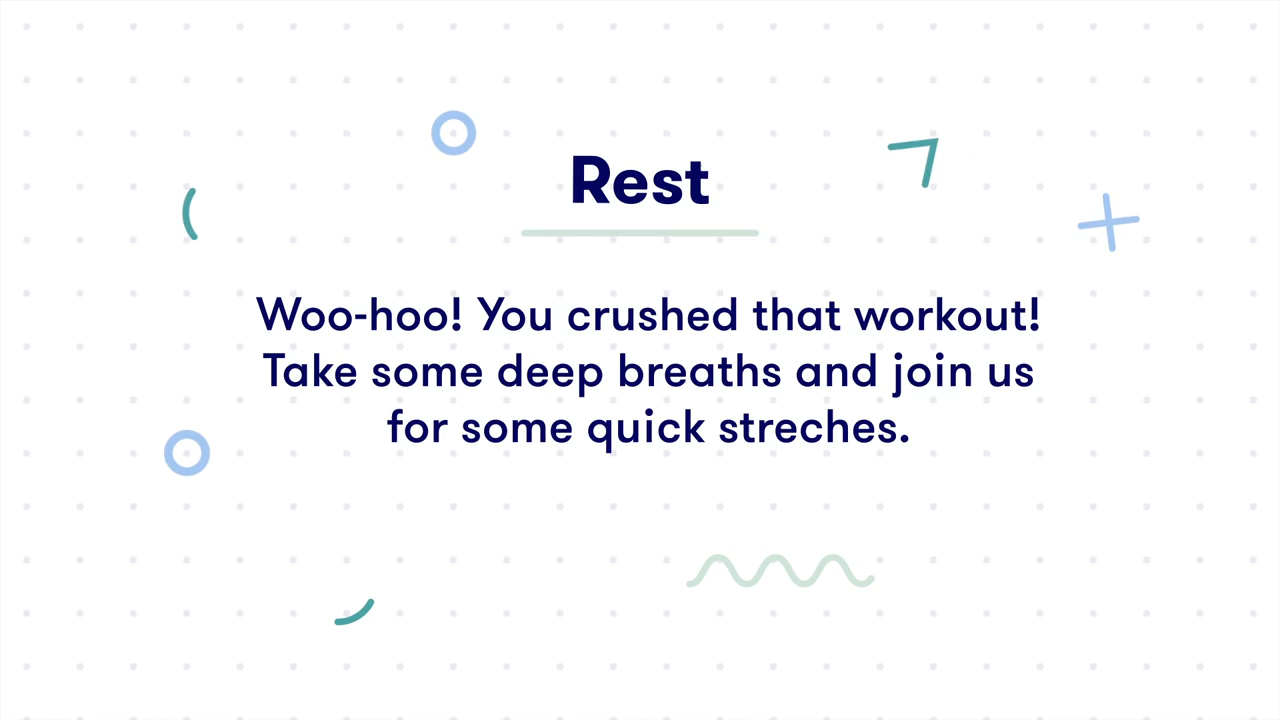 Rest
Woo-hoo! You crushed that workout!
Take some deep breaths and join us
for some quick streches.